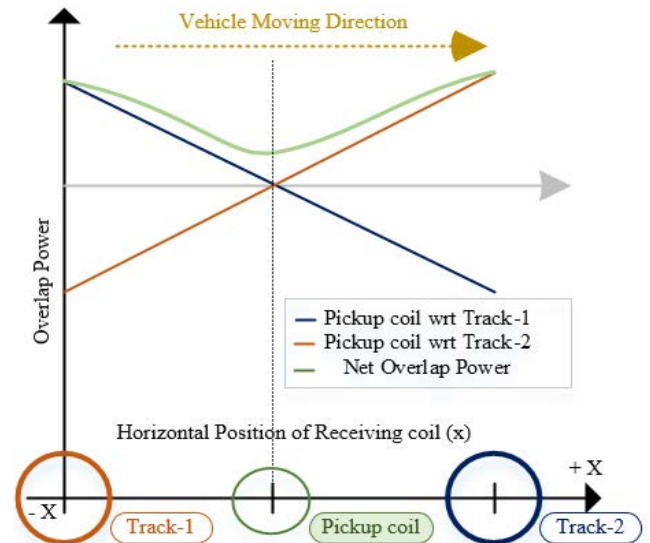 Vehicle Moving Direction
Overlap Power
Pickup coil wrt Track-1
Pickup coil wrt Track-2
Net Overlap Power
Horizontal Position of Receiving coil (x)
- X
+ X
Track-1
Pickup coil
Track-2